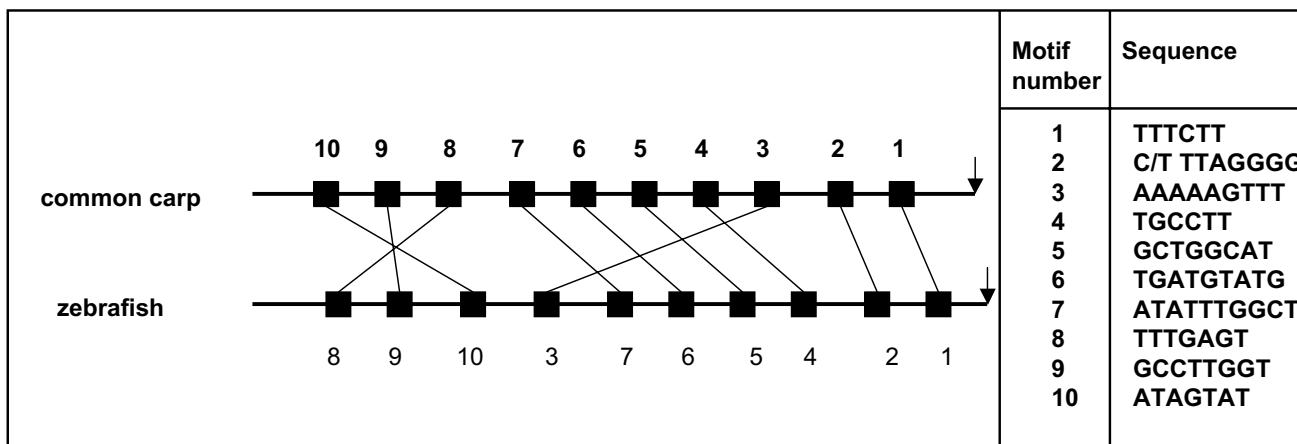 Motif number Sequence
10 9 8 7 6 5 4 3 2 1
common carp
zebrafish
8 9 10 3 7 6 5 4 2 1
1 TTTCTT
2 C/T TTAGGGG
3 AAAAAGTTT
4 TGCCTT
5 GCTGGCAT
6 TGATGTATG
7 ATATTTGGCT
8 TTTGAGT
9 GCCTTGGT
10 ATAGTAT